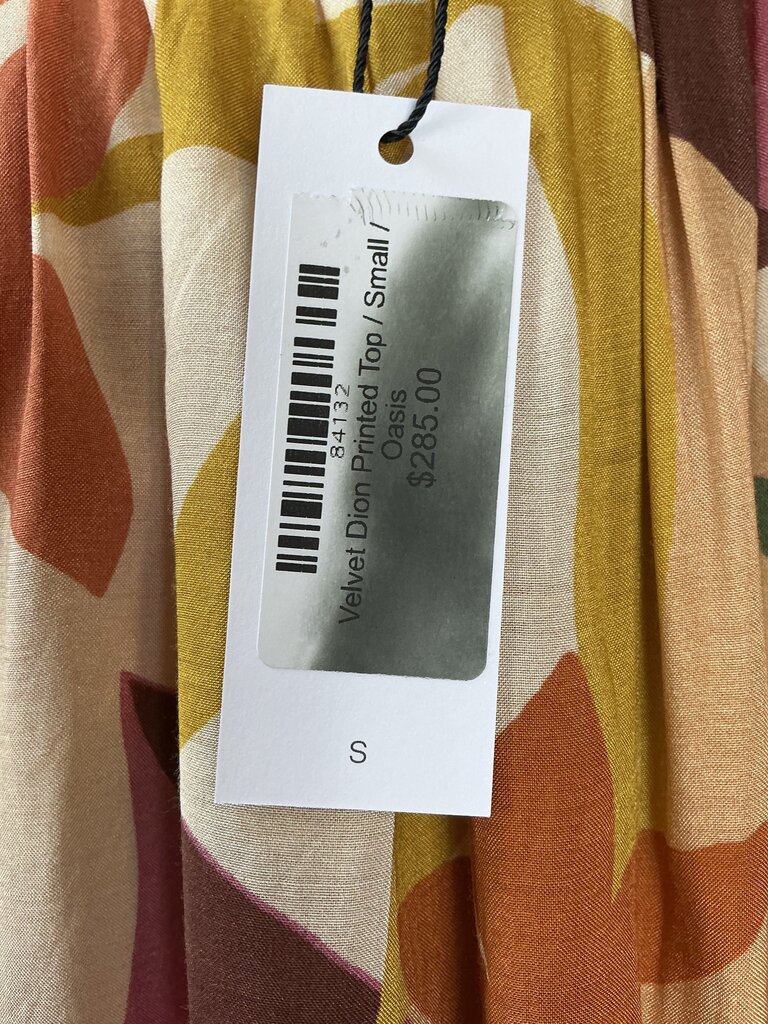 84132
Velvet Dion Printed Top / Small /
Oasis
$285.00
S